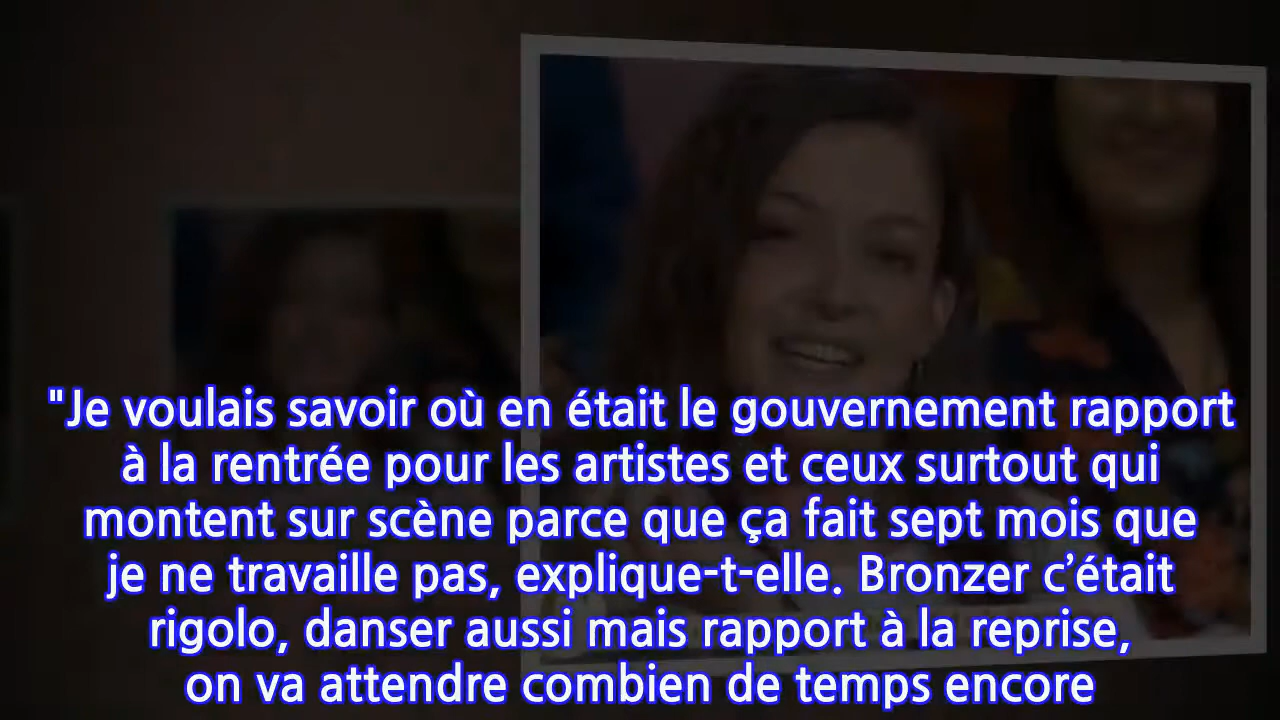 "Je voulais savoir où en était le gouvernement rapport
à la rentrée pour les artistes et ceux surtout qui
montent sur scène parce que ça fait sept mois que
je ne travaille pas, explique-t-elle. Bronzer c’était
rigolo, danser aussi mais rapport à la reprise,
on va attendre combien de temps encore